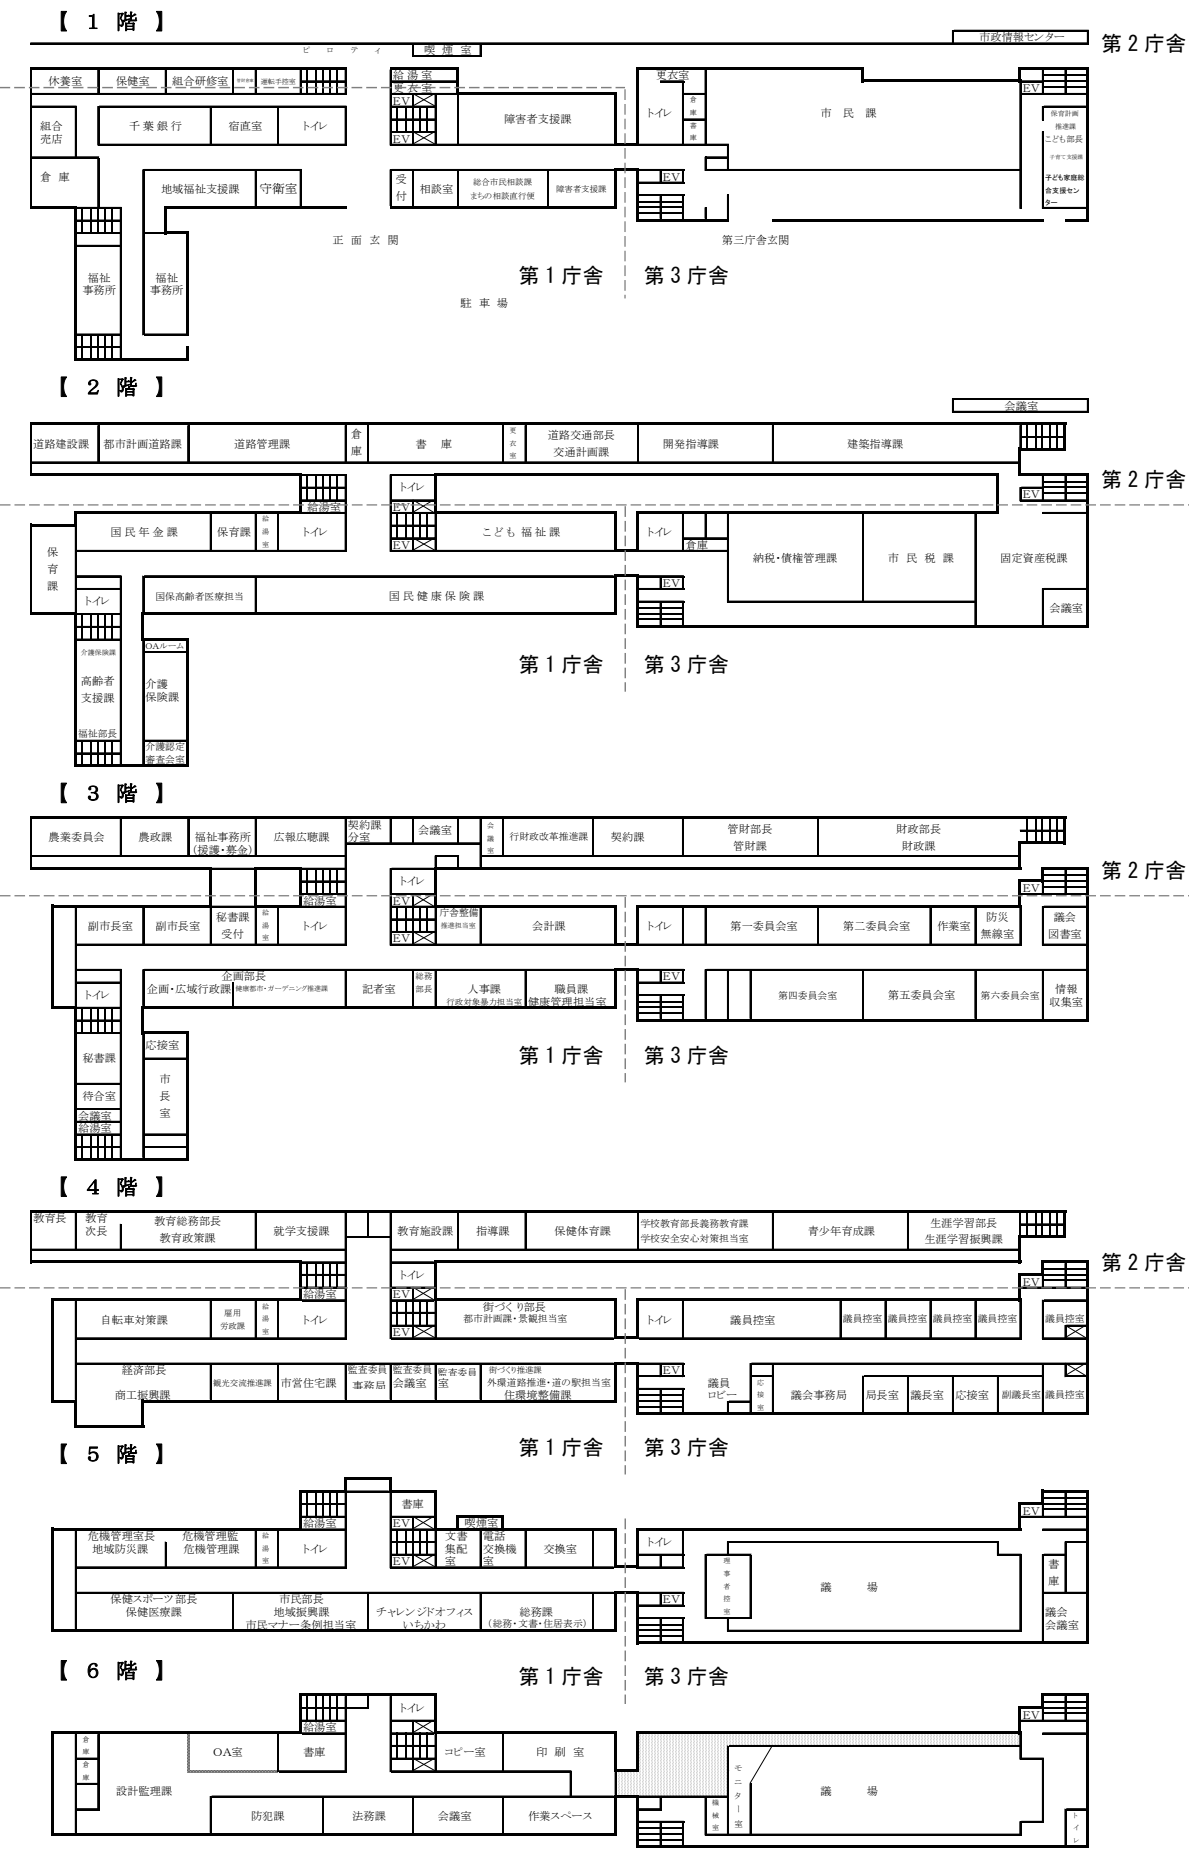 【 1 階 】
市政情報センター
第２庁舎
ピ ロ テ ィ
喫 煙 室
休養室
保健室
組合研修室
運転手控室
給 湯 室
更 衣 室
EV
EV
更衣室
トイレ
倉
庫
書
庫
市 民 課
EV
組合
売店
千 葉 銀 行
宿直室
トイレ
障害者支援課
保育計画
推進課
こども部長
子育て支援課
子ども家庭総
合支援セン
ター
倉 庫
地域福祉支援課
守衛室
受
付
相談室
総合市民相談課
まちの相談直行便
障害者支援課
EV
正 面 玄 関
第三庁舎玄関
福祉
事務所
福祉
事務所
第１庁舎
第３庁舎
駐 車 場
【 2 階 】
会議室
道路建設課
都市計画道路課
道路管理課
倉
庫
書 庫
更
衣
室
道路交通部長
交通計画課
開発指導課
建築指導課
第２庁舎
給湯室
トイレ
EV
EV
EV
保
育
課
国 民 年 金 課
保育課
給
湯
室
トイレ
こども 福祉課
トイレ
倉庫
納税・債権管理課
市 民 税 課
固定資産税課
トイレ
国保高齢者医療担当
国 民 健 康 保 険 課
EV
会議室
介護保険課
高齢者
支援課
福祉部長
OAルーム
介護
保険課
介護認定
審査会室
第１庁舎
第３庁舎
【 3 階 】
農業委員会
農政課
福祉事務所
（援護・募金）
広報広聴課
契約課
分室
会議室
会
議
室
行財政改革推進課
契約課
管財部長
管財課
財政部長
財政課
第２庁舎
給湯室
トイレ
EV
EV
EV
副市長室
副市長室
秘書課
受付
給
湯
室
トイレ
庁舎整備
推進担当室
会計課
トイレ
第一委員会室
第二委員会室
作業室
防災
無線室
議会
図書室
トイレ
企画部長
企画・広域行政課
健康都市・ガーデニング推進課
記者室
総務
部長
人事課
行政対象暴力担当室
職員課
健康管理担当室
EV
第四委員会室
第五委員会室
第六委員会室
情報
収集室
秘書課
待合室
会議室
給湯室
応接室
市
長
室
第１庁舎
第３庁舎
【 4 階 】
教育長
教育
次長
教育総務部長
教育政策課
就学支援課
教育施設課
指導課
保健体育課
学校教育部長義務教育課
学校安全安心対策担当室
青少年育成課
生涯学習部長
生涯学習振興課
第２庁舎
給湯室
トイレ
EV
EV
EV
自転車対策課
雇用
労政課
給
湯
室
トイレ
街づくり部長
都市計画課・景観担当室
トイレ
議員控室
議員控室
議員控室
議員控室
議員控室
議員控室
経済部長
商工振興課
観光交流推進課
市営住宅課
監査委員
事務局
監査委員
会議室
監査委員
室
街づくり推進課
外環道路推進・道の駅担当室
住環境整備課
EV
議員
ロビー
応
接
室
議会事務局
局長室
議長室
応接室
副議長室
議員控室
第１庁舎
第３庁舎
【 5 階 】
給湯室
書庫
EV
EV
喫煙室
EV
危機管理室長
地域防災課
危機管理監
危機管理課
給
湯
室
トイレ
文書
集配
室
電話
交換機
室
交換室
トイレ
理
事
者
控
室
議 場
書
庫
保健スポーツ部長
保健医療課
市民部長
地域振興課
市民マナー条例担当室
チャレンジドオフィス
いちかわ
総務課
（総務・文書・住居表示）
EV
議会
会議室
【 6 階 】
第１庁舎
第３庁舎
給湯室
トイレ
EV
倉
庫
倉
庫
設計監理課
OA室
書庫
コピー室
印 刷 室
モ
ニ
タ
ー
室
機
械
室
議 場
防犯課
法務課
会議室
作業スペース
ト
イ
レ